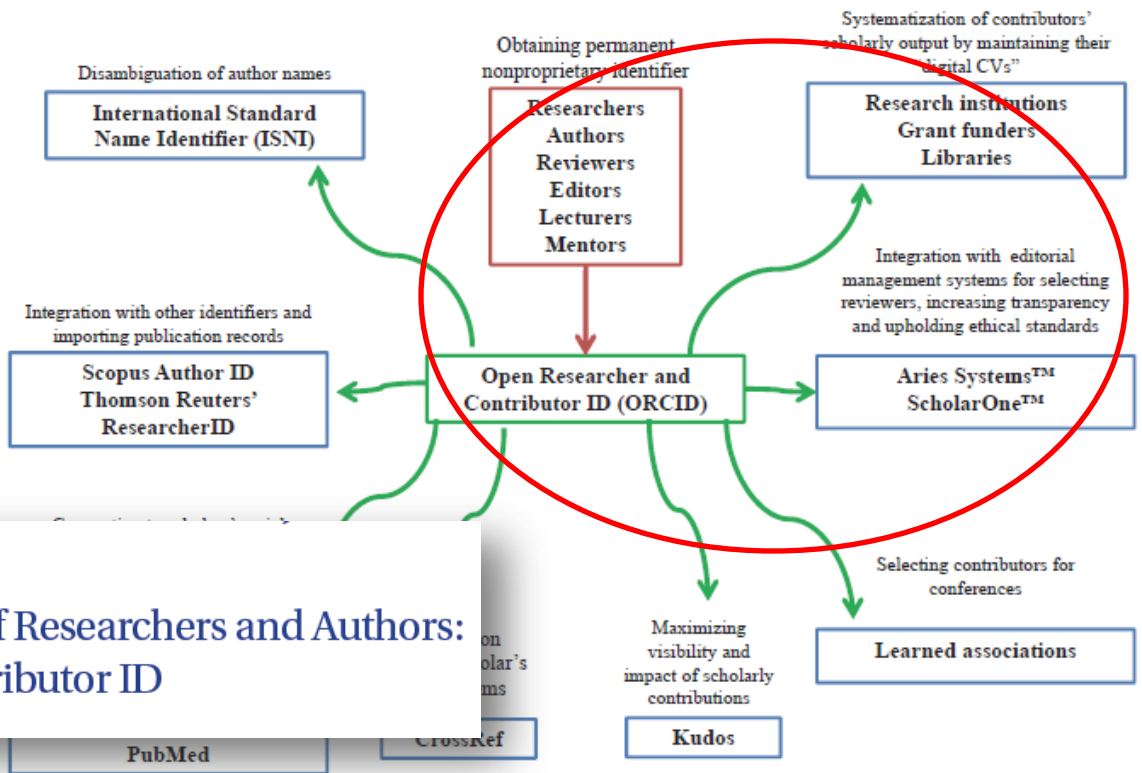 Systematization of contributors'
scholarly output by maintaining their
"digital CVs"
Research institutions
Grant funders
Libraries
Obtaining permanent
nonproprietary identifier
Researchers
Authors
Reviewers
Editors
Lecturers
Mentors
Disambiguation of author names
International Standard
Name Identifier (ISNI)
Integration with editorial
management systems for selecting
reviewers, increasing transparency
and upholding ethical standards
Aries Systems™
ScholarOne™
Integration with other identifiers and
importing publication records
Scopus Author ID
Thomson Reuters'
ResearcherID
Open Researcher and
Contributor ID (ORCID)
Selecting contributors for
conferences
Learned associations
Researchers and Authors:
ributor ID
on
olar's
ms
Maximizing
visibility and
impact of scholarly
contributions
Kudos
CrossRef
PubMed